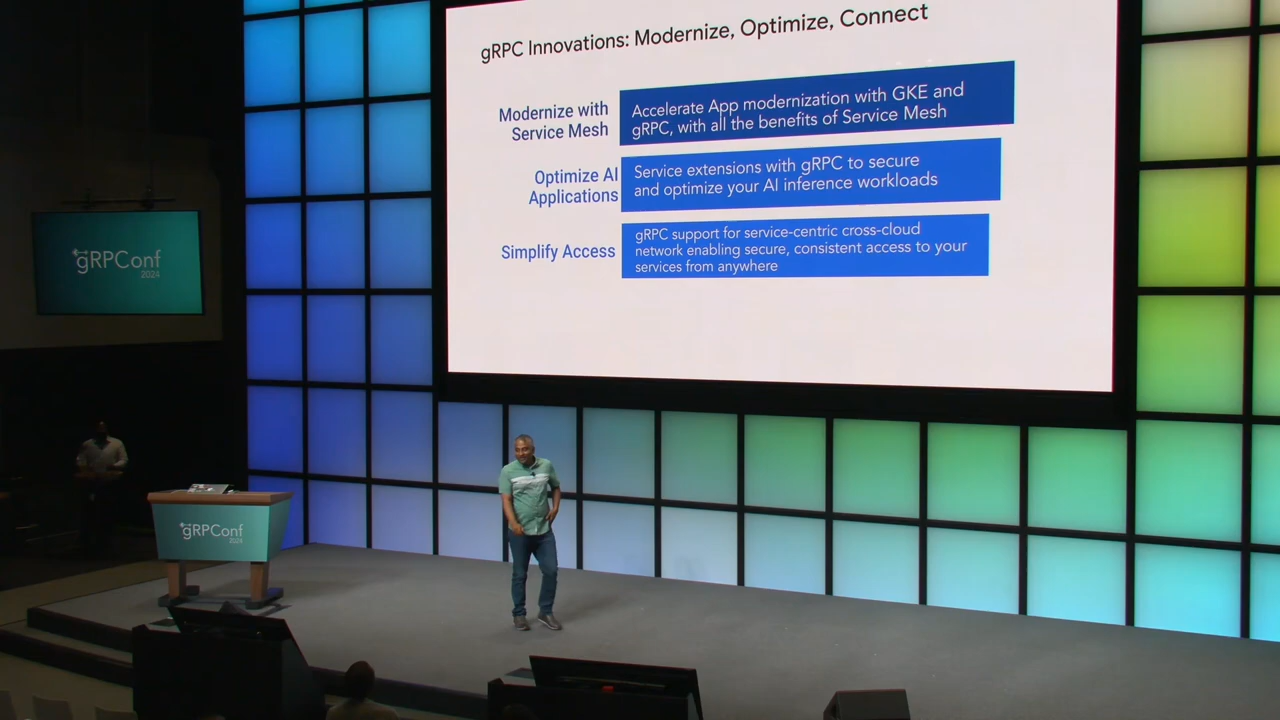 gRPC Innovations: Modernize, Optimize, Connect
Modernize with
Service Mesh
Accelerate App modernization with GKE and
gRPC, with all the benefits of Service Mesh
Optimize AI
Applications
Service extensions with gRPC to secure
and optimize your AI inference workloads
Simplify Access
gRPC support for service-centric cross-cloud
network enabling secure, consistent access to your
services from anywhere
gRPConf
2024
gRPConf
2024